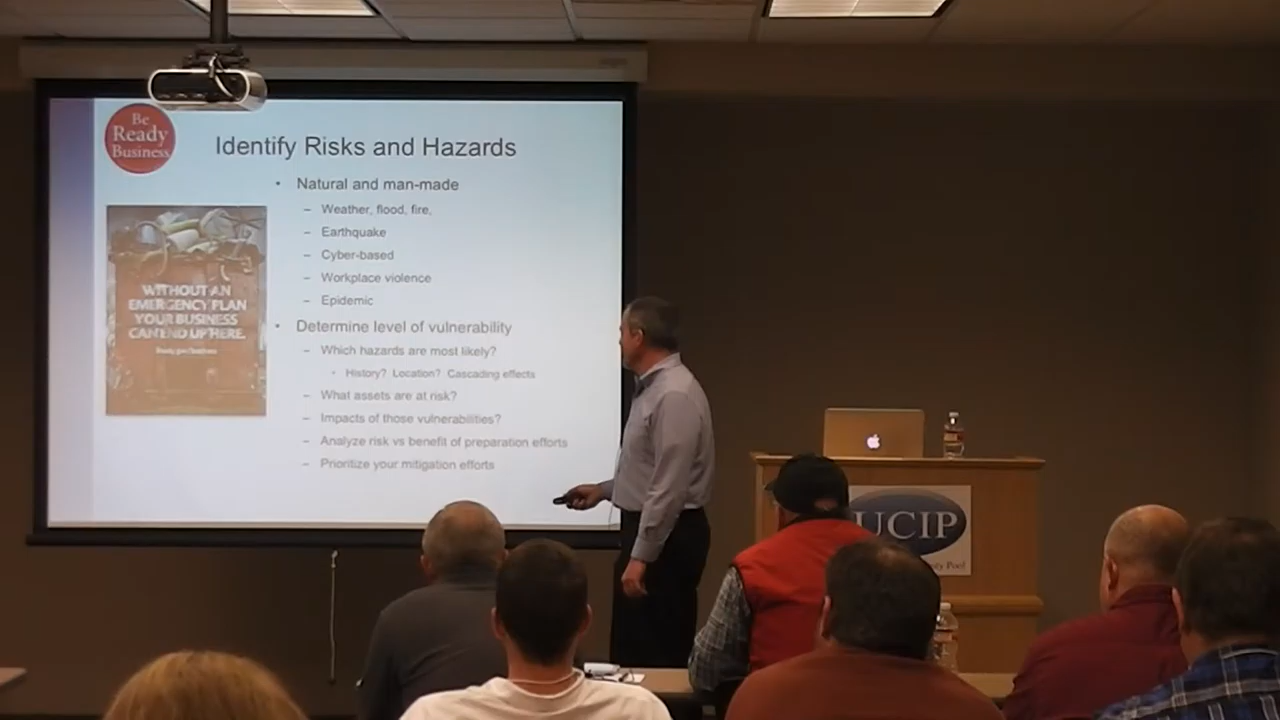 Be
Ready
Business
Identify Risks and Hazards
• Natural and man-made
– Weather, flood, fire,
– Earthquake
– Cyber-based
– Workplace violence
– Epidemic
• Determine level of vulnerability
– Which hazards are most likely?
• History? Location? Cascading effects
– What assets are at risk?
– Impacts of those vulnerabilities?
– Analyze risk vs benefit of preparation efforts
– Prioritize your mitigation efforts
WITHOUT AN
EMERGENCY PLAN
YOUR BUSINESS
CAN END UP HERE.
UCIP
Pool